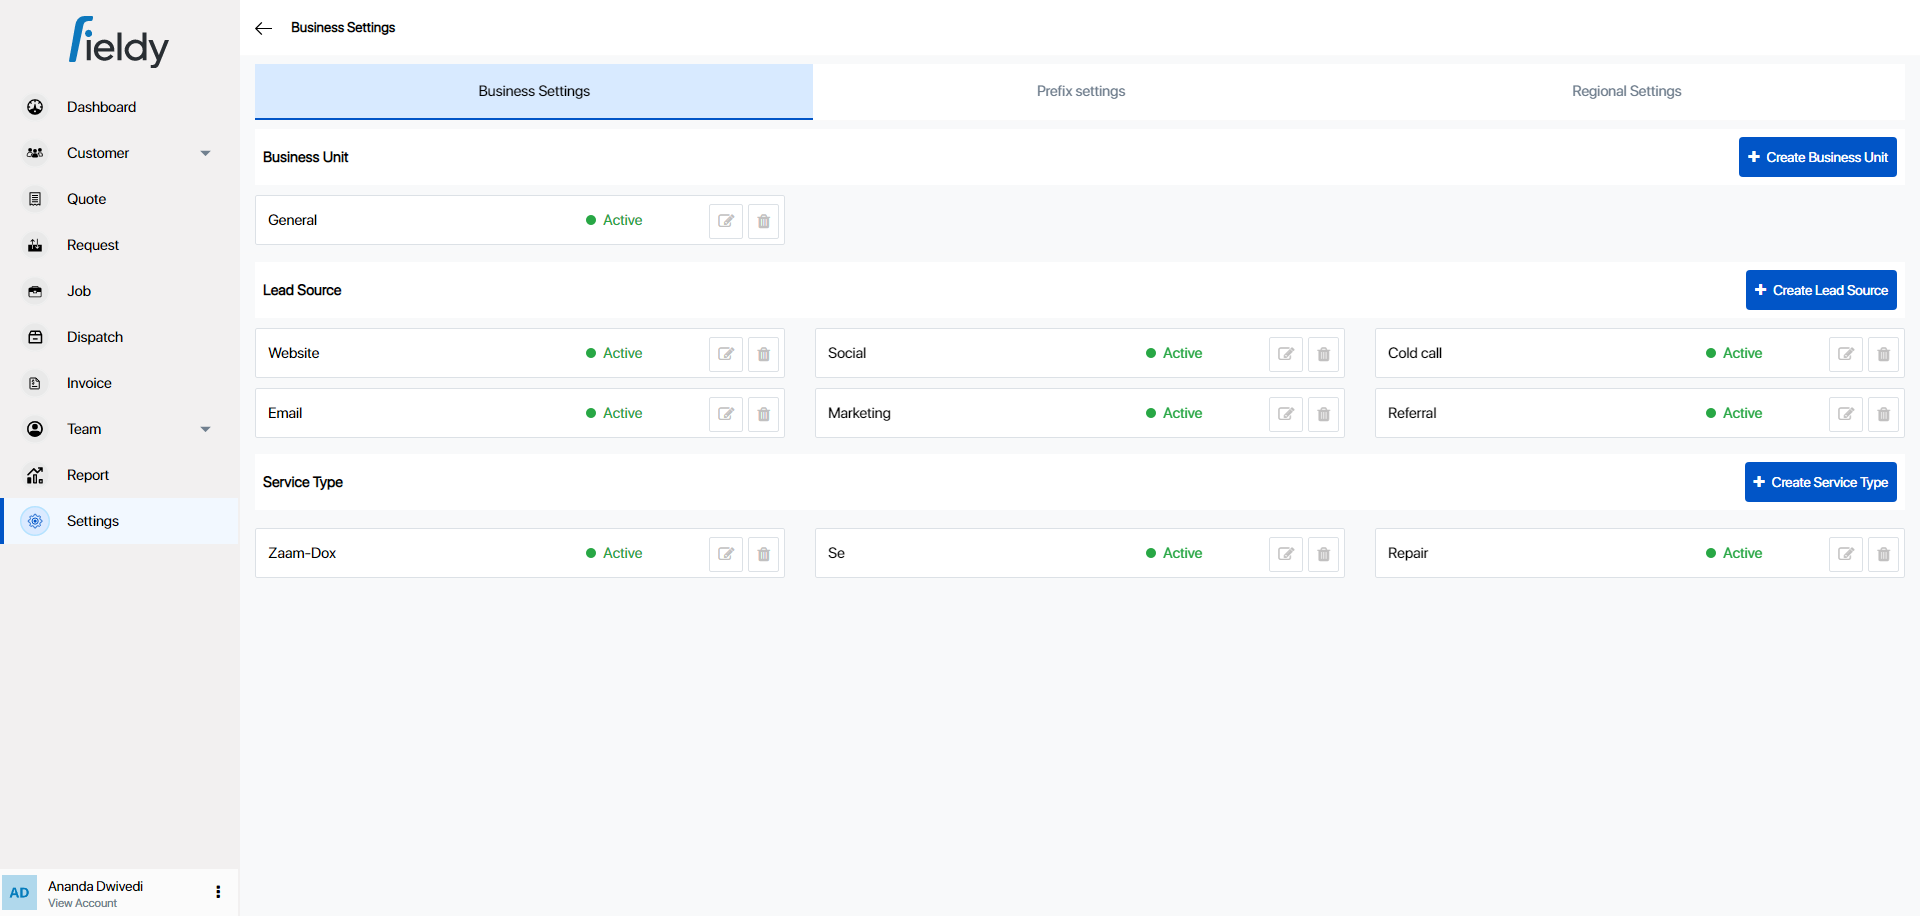 fieldy
Dashboard
Customer
Quote
Request
Job
Dispatch
Invoice
Team
Report
Settings
AD
Ananda Dwivedi
View Account
Business Settings
Business Settings
Prefix settings
Regional Settings
Business Unit
Create Business Unit
General
Active
Lead Source
Create Lead Source
Website
Active
Social
Active
Cold call
Active
Email
Active
Marketing
Active
Referral
Active
Service Type
Create Service Type
Zaam-Dox
Active
Se
Active
Repair
Active